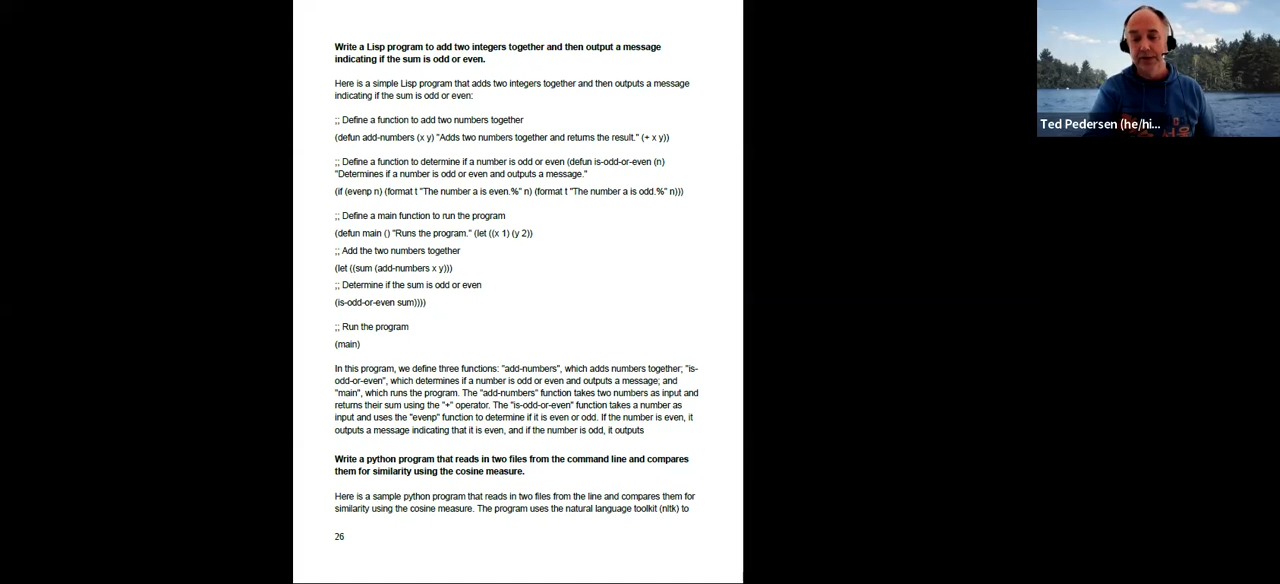 Write a Lisp program to add two integers together and then output a message
indicating if the sum is odd or even.
Here is a simple Lisp program that adds two integers together and then outputs a message
indicating if the sum is odd or even:
;; Define a function to add two numbers together
(defun add-numbers (x y) "Adds two numbers together and returns the result." (+ x y))
;; Define a function to determine if a number is odd or even (defun is-odd-or-even (n)
"Determines if a number is odd or even and outputs a message."
(if (evenp n) (format t "The number a is even.%" n) (format t "The number a is odd.%" n)))
;; Define a main function to run the program
(defun main () "Runs the program." (let ((x 1) (y 2))
;; Add the two numbers together
(let ((sum (add-numbers x y)))
;; Determine if the sum is odd or even
(is-odd-or-even sum))))
;; Run the program
(main)
In this program, we define three functions: "add-numbers", which adds numbers together; "is-
odd-or-even", which determines if a number is odd or even and outputs a message; and
"main", which runs the program. The "add-numbers" function takes two numbers as input and
returns their sum using the "+" operator. The "is-odd-or-even" function takes a number as
input and uses the "evenp" function to determine if it is even or odd. If the number is even, it
outputs a message indicating that it is even, and if the number is odd, it outputs
Write a python program that reads in two files from the command line and compares
them for similarity using the cosine measure.
Here is a sample python program that reads in two files from the line and compares them for
similarity using the cosine measure. The program uses the natural language toolkit (nltk) to
26
Ted Pedersen (he/hi...